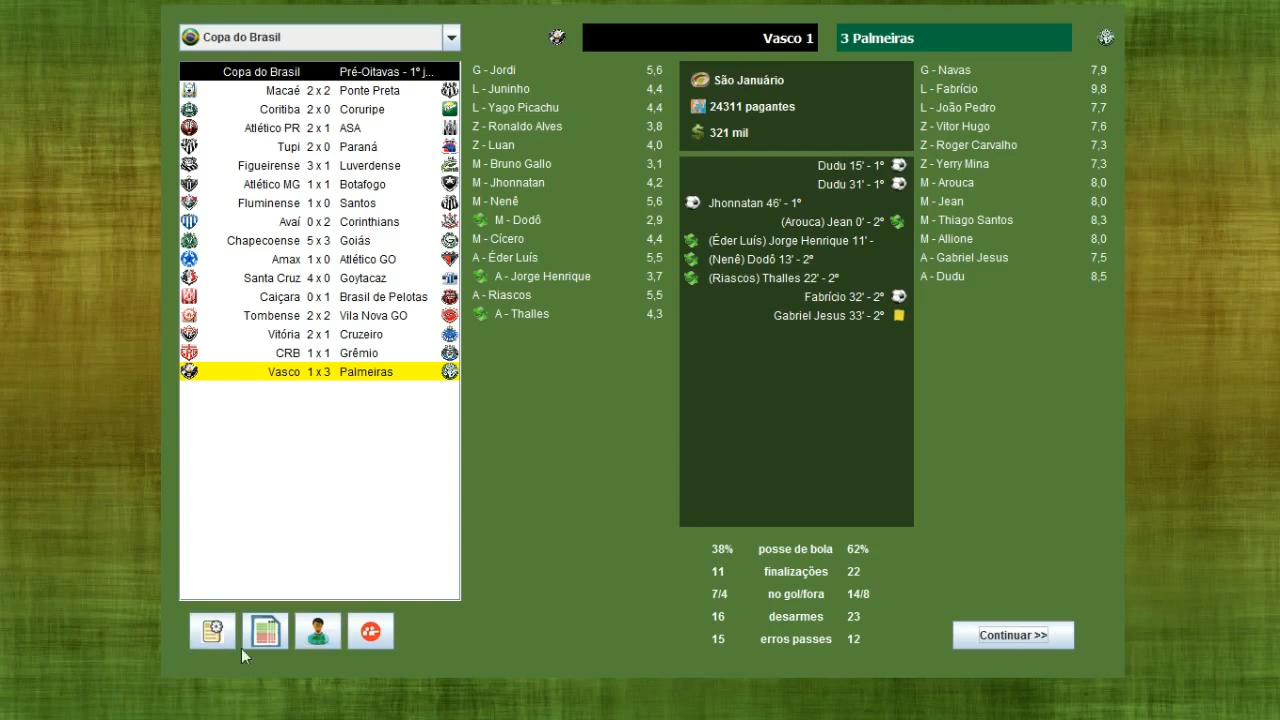 Copa do Brasil
Vasco 1
3 Palmeiras
Copa do Brasil Pré-Oitavas - 1º j...
Macaé 2 x 2 Ponte Preta
Coritiba 2 x 0 Coruripe
Atlético PR 2 x 1 ASA
Tupi 2 x 0 Paraná
Figueirense 3 x 1 Luverdense
Atlético MG 1 x 1 Botafogo
Fluminense 1 x 0 Santos
Avaí 0 x 2 Corinthians
Chapecoense 5 x 3 Goiás
Amax 1 x 0 Atlético GO
Santa Cruz 4 x 0 Goytacaz
Caiçara 0 x 1 Brasil de Pelotas
Tombense 2 x 2 Vila Nova GO
Vitória 2 x 1 Cruzeiro
CRB 1 x 1 Grêmio
Vasco 1 x 3 Palmeiras
G - Jordi 5,6
L - Juninho 4,4
L - Yago Picachu 4,4
Z - Ronaldo Alves 3,8
Z - Luan 4,0
M - Bruno Gallo 3,1
M - Jhonnatan 4,2
M - Nenê 5,6
M - Dodô 2,9
M - Cícero 4,4
A - Éder Luís 5,5
A - Jorge Henrique 3,7
A - Riascos 5,5
A - Thalles 4,3
São Januário
24311 pagantes
321 mil
Dudu 15' - 1º
Dudu 31' - 1º
Jhonnatan 46' - 1º
(Arouca) Jean 0' - 2º
(Éder Luís) Jorge Henrique 11' -
(Nenê) Dodô 13' - 2º
(Riascos) Thalles 22' - 2º
Fabrício 32' - 2º
Gabriel Jesus 33' - 2º
38% posse de bola 62%
11 finalizações 22
7/4 no gol/fora 14/8
16 desarmes 23
15 erros passes 12
G - Navas 7,9
L - Fabrício 9,8
L - João Pedro 7,7
Z - Vitor Hugo 7,6
Z - Roger Carvalho 7,3
Z - Yerry Mina 7,3
M - Arouca 8,0
M - Jean 8,0
M - Thiago Santos 8,3
M - Allione 8,0
A - Gabriel Jesus 7,5
A - Dudu 8,5
Continuar >>